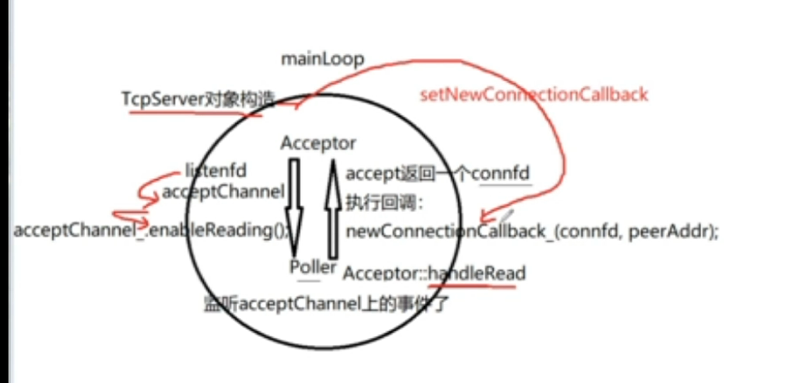 mainLoop
TcpServer对象构造
setNewConnectionCallback
Acceptor
listenfd
accept返回一个connfd
acceptChannel
执行回调：
acceptChannel_.enableReading();
newConnectionCallback_(connfd, peerAddr);
Poller
Acceptor::handleRead
监听acceptChannel上的事件了